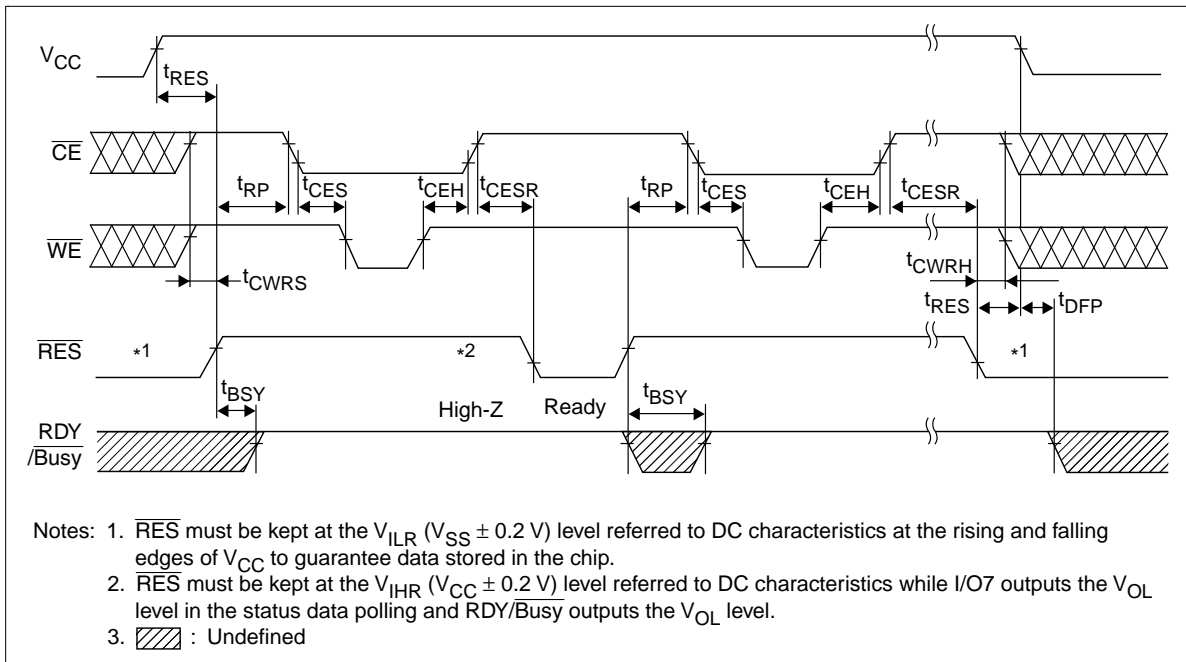 VCC
tRES
CE
tRP tCES tCEH tCESR tRP tCES tCEH tCESR
WE
tCWRS tCWRH
tRES tDFP
RES *1 *2 *1
tBSY High-Z Ready tBSY
RDY
/Busy
Notes: 1. RES must be kept at the VILR (VSS ± 0.2 V) level referred to DC characteristics at the rising and falling
edges of VCC to guarantee data stored in the chip.
2. RES must be kept at the VIHR (VCC ± 0.2 V) level referred to DC characteristics while I/O7 outputs the VOL
level in the status data polling and RDY/Busy outputs the VOL level.
3. : Undefined